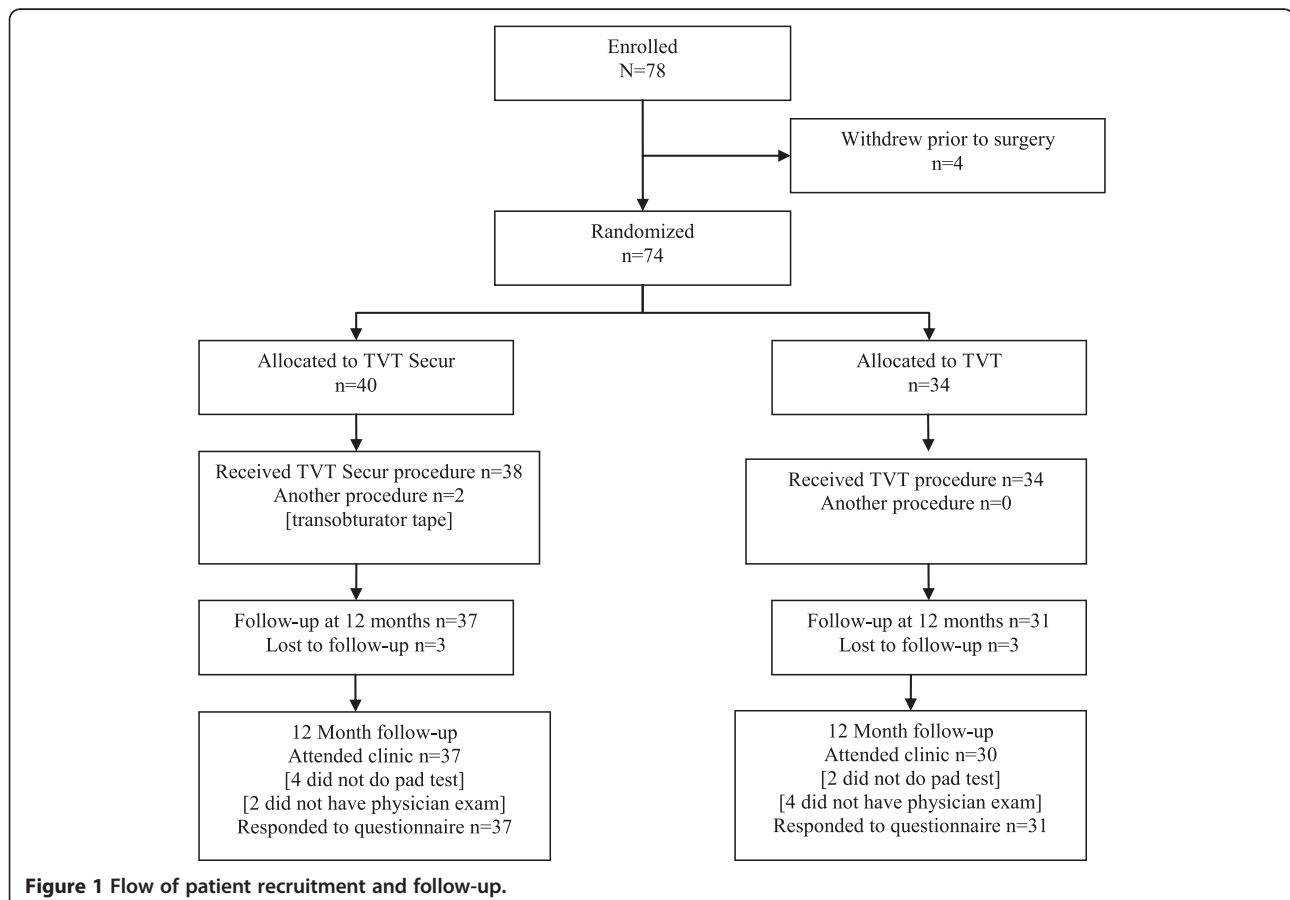 Enrolled
N=78
Withdrew prior to surgery
n=4
Randomized
n=74
Allocated to TVT Secur
n=40
Allocated to TVT
n=34
Received TVT Secur procedure n=38
Another procedure n=2
[transobturator tape]
Received TVT procedure n=34
Another procedure n=0
Follow-up at 12 months n=37
Lost to follow-up n=3
Follow-up at 12 months n=31
Lost to follow-up n=3
12 Month follow-up
Attended clinic n=37
[4 did not do pad test]
[2 did not have physician exam]
Responded to questionnaire n=37
12 Month follow-up
Attended clinic n=30
[2 did not do pad test]
[4 did not have physician exam]
Responded to questionnaire n=31
Figure 1 Flow of patient recruitment and follow-up.